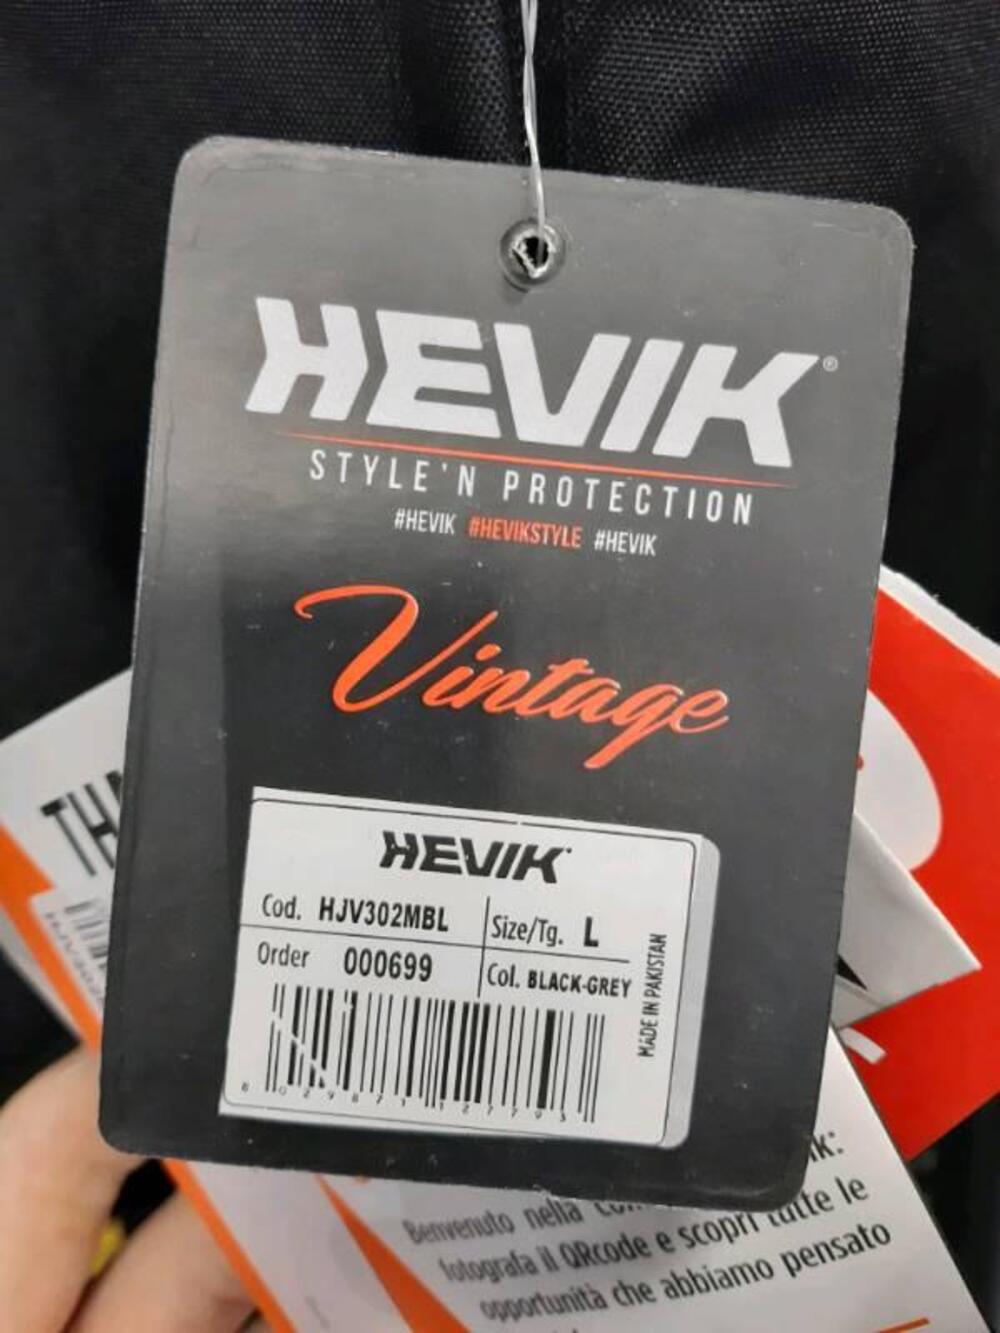 HEVIK®
STYLE'N PROTECTION
#HEVIK #HEVIKSTYLE #HEVIK
Vintage
HEVIK
Cod. HJV302MBL
Size/Tg. L
Order 000699
Col. BLACK-GREY
MADE IN PAKISTAN
Benvenuto nella
fotografa il QRcode e scopri tutte le
opportunità che abbiamo pensato